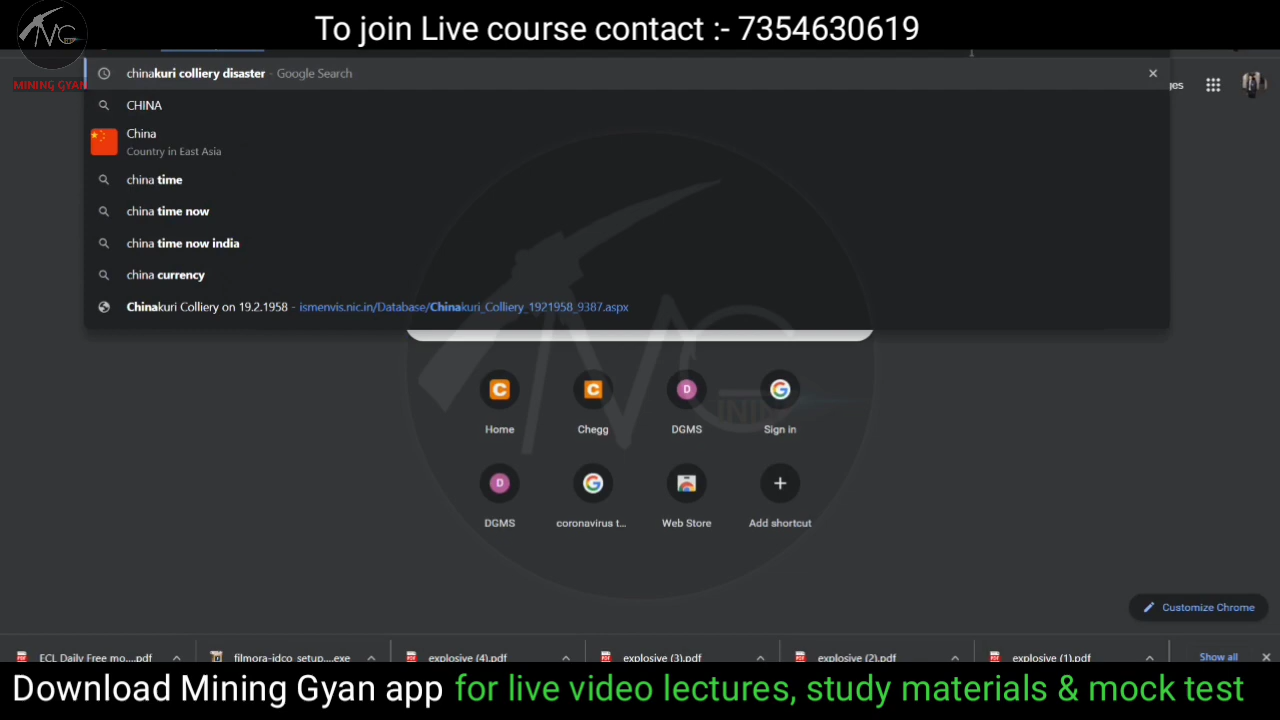 To join Live course contact :- 7354630619
MINING GYAN
chinakuri colliery disaster - Google Search
CHINA
China
Country in East Asia
china time
china time now
china time now india
china currency
Chinakuri Colliery on 19.2.1958 - ismenvis.nic.in/Database/Chinakuri_Colliery_1921958_9387.aspx
Home
Chegg
DGMS
Sign in
DGMS
coronavirus t...
Web Store
Add shortcut
Customize Chrome
ECL Daily Free mo....pdf
filmora-idco_setup....exe
explosive (4).pdf
explosive (3).pdf
explosive (2).pdf
explosive (1).pdf
Show all
Download Mining Gyan app for live video lectures, study materials & mock test